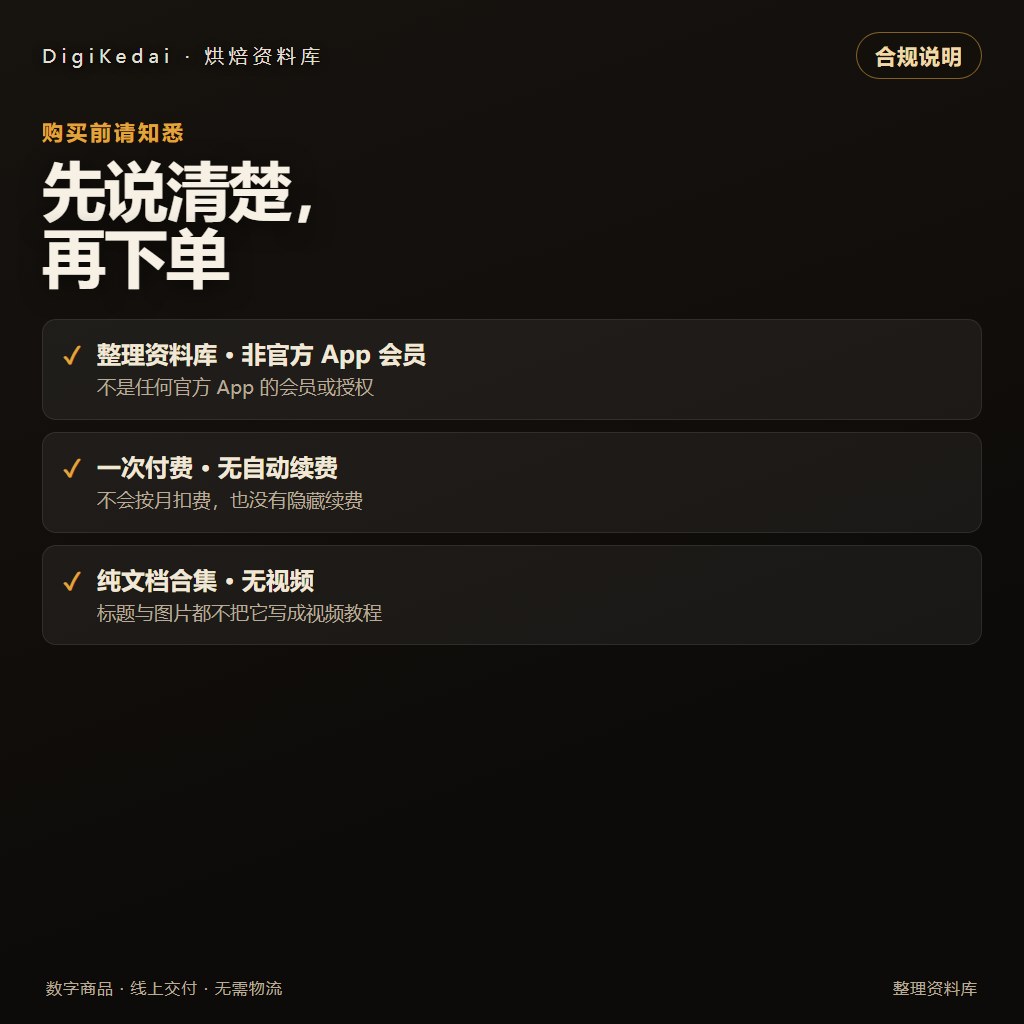 DigiKedai · 烘焙资料库
合规说明
购买前请知悉
先说清楚，
再下单
✓ 整理资料库 • 非官方 App 会员
不是任何官方 App 的会员或授权
✓ 一次付费 • 无自动续费
不会按月扣费，也没有隐藏续费
✓ 纯文档合集 • 无视频
标题与图片都不把它写成视频教程
数字商品 · 线上交付 · 无需物流
整理资料库